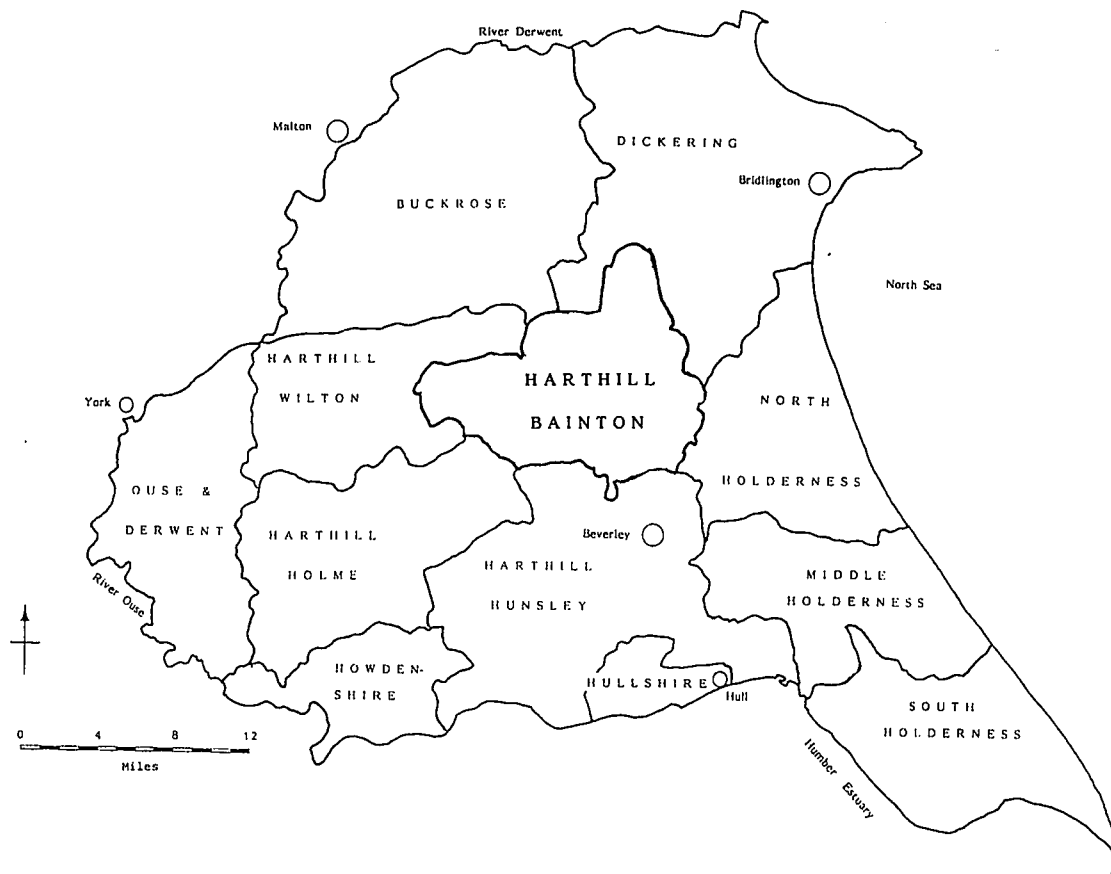 River Derwent
Malton
DICKERING
Bridlington
BUCKROSE
North Sea
HARTHILL
WILTON
HARTHILL
BAINTON
York
NORTH
HOLDERNESS
OUSE &
DERWENT
HARTHILL
HOLME
Beverley
HARTHILL
HUNSLEY
MIDDLE
HOLDERNESS
River Ouse
HOWDEN-
SHIRE
HULLSHIRE
Hull
SOUTH
HOLDERNESS
Humber Estuary
0 4 8 12
Miles